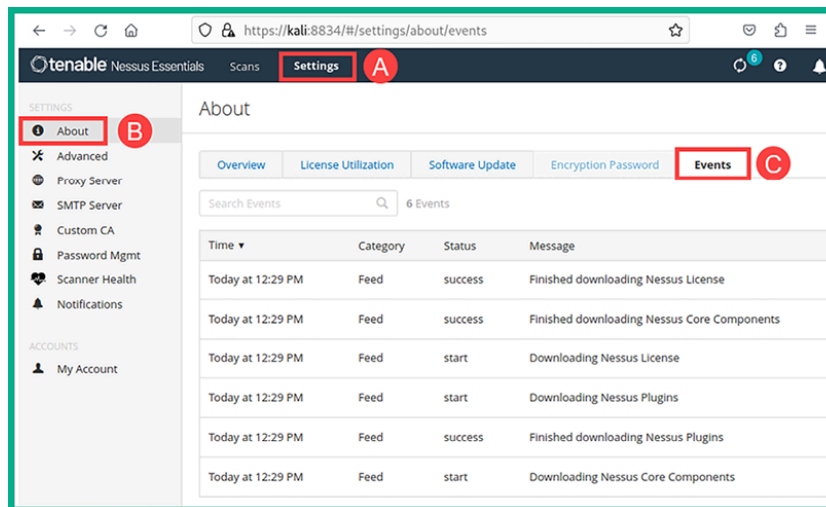 https://kali:8834/#/settings/about/events
tenable Nessus Essentials Scans Settings A 6
SETTINGS
About B
Advanced
Proxy Server
SMTP Server
Custom CA
Password Mgmt
Scanner Health
Notifications
ACCOUNTS
My Account
About
Overview License Utilization Software Update Encryption Password Events C
Search Events 6 Events
Time Category Status Message
Today at 12:29 PM Feed success Finished downloading Nessus License
Today at 12:29 PM Feed success Finished downloading Nessus Core Components
Today at 12:29 PM Feed start Downloading Nessus License
Today at 12:29 PM Feed start Downloading Nessus Plugins
Today at 12:29 PM Feed success Finished downloading Nessus Plugins
Today at 12:29 PM Feed start Downloading Nessus Core Components